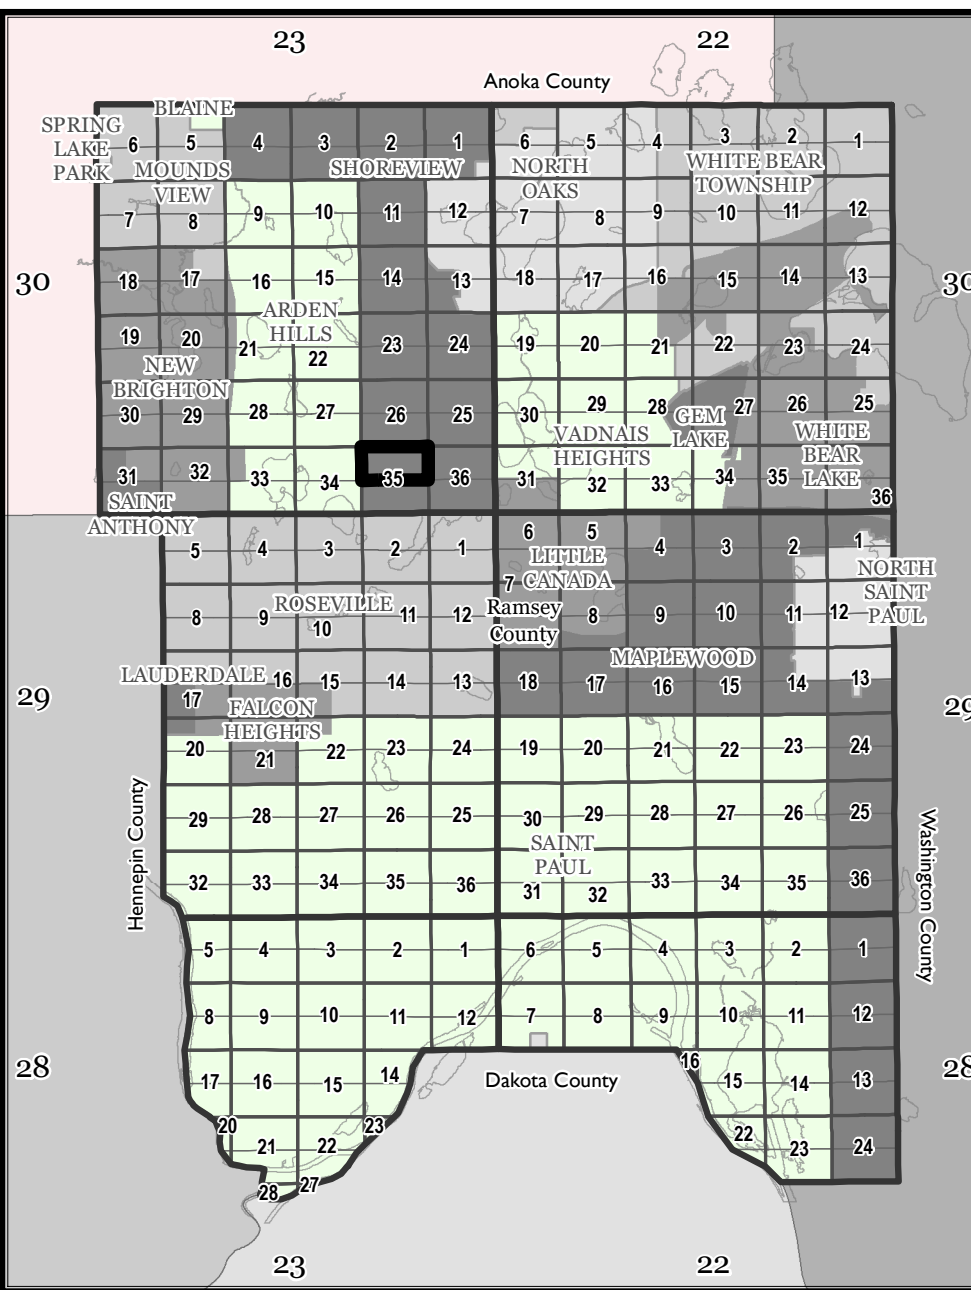 23 22
Anoka County
BLAINE
SPRING
LAKE
PARK
6 5 4 3 2 1 6 5 4 3 2 1
MOUNDS
VIEW
SHOREVIEW
NORTH
OAKS
WHITE BEAR
TOWNSHIP
7 8 9 10 11 12 7 8 9 10 11 12
30 18 17 16 15 14 13 18 17 16 15 14 13 30
ARDEN
HILLS
19 20 21 22 23 24 19 20 21 22 23 24
NEW
BRIGHTON
30 29 28 27 26 25 30 29 28 27 26 25
GEM
LAKE
VADNAIS
HEIGHTS
WHITE
BEAR
LAKE
31 32 33 34 35 36 31 32 33 34 35 36
SAINT
ANTHONY
5 4 3 2 1 6 5 4 3 2 1
LITTLE
CANADA
NORTH
SAINT
PAUL
ROSEVILLE
Ramsey
County
8 9 10 11 12 7 8 9 10 11 12
MAPLEWOOD
LAUDERDALE
29 17 16 15 14 13 18 17 16 15 14 13 29
FALCON
HEIGHTS
20 21 22 23 24 19 20 21 22 23 24
Hennepin County
29 28 27 26 25 30 29 28 27 26 25
Washington County
SAINT
PAUL
32 33 34 35 36 31 32 33 34 35 36
5 4 3 2 1 6 5 4 3 2 1
8 9 10 11 12 7 8 9 10 11 12
28 17 16 15 14 16 15 14 13 28
Dakota County
20 21 22 23 22 23 24
28 27
23 22